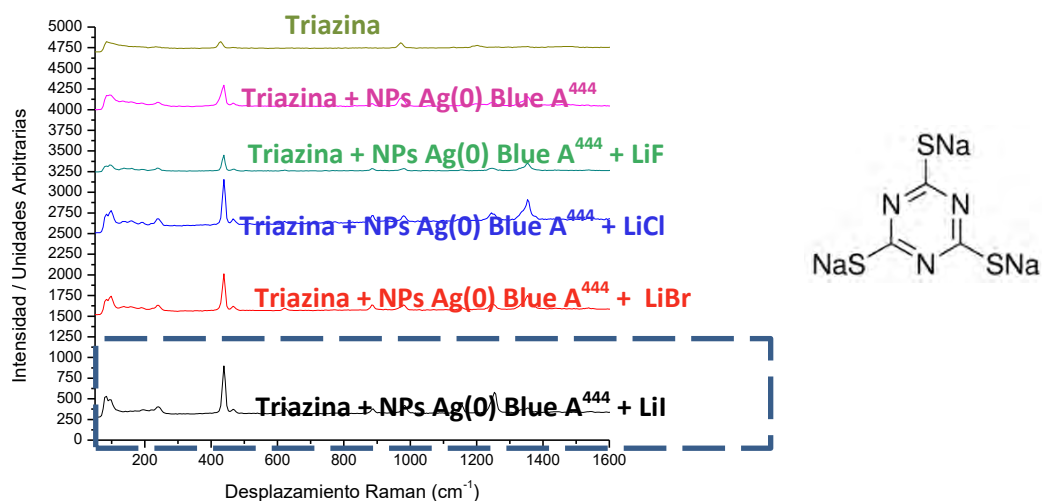 Triazina
Triazina + NPs Ag(0) Blue A⁴⁴⁴
Triazina + NPs Ag(0) Blue A⁴⁴⁴ + LiF
Triazina + NPs Ag(0) Blue A⁴⁴⁴ + LiCl
Triazina + NPs Ag(0) Blue A⁴⁴⁴ + LiBr
Triazina + NPs Ag(0) Blue A⁴⁴⁴ + LiI
Intensidad / Unidades Arbitrarias
5000
4750
4500
4250
4000
3750
3500
3250
3000
2750
2500
2250
2000
1750
1500
1250
1000
750
500
250
0
200 400 600 800 1000 1200 1400 1600
Desplazamiento Raman (cm⁻¹)
SNa
N N
NaS N SNa